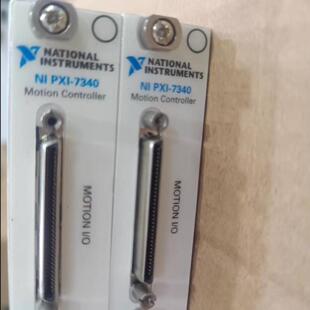 NATIONAL
INSTRUMENTS
NI PXI-7340
Motion Controller
MOTION I/O
NATIONAL
INSTRUMENTS
NI PXI-7340
Motion Controller
MOTION I/O